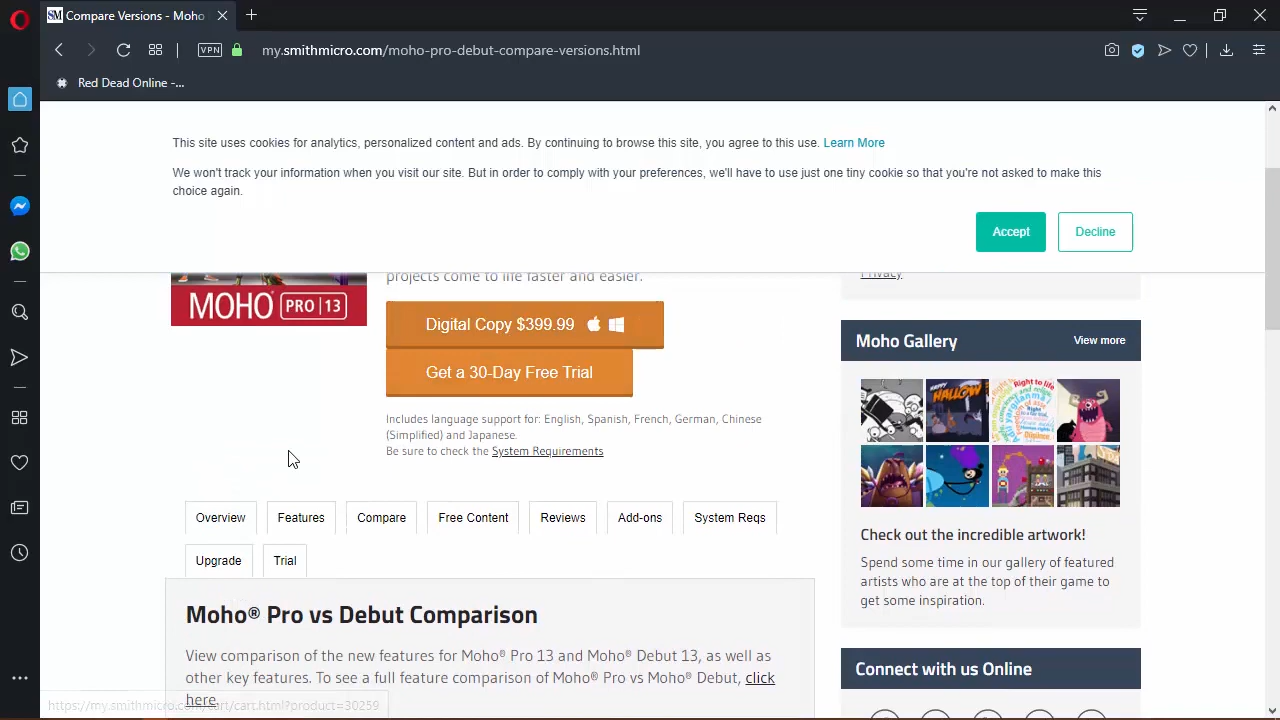 SM Compare Versions - Moho
VPN my.smithmicro.com/moho-pro-debut-compare-versions.html
Red Dead Online -...
This site uses cookies for analytics, personalized content and ads. By continuing to browse this site, you agree to this use. Learn More
We won't track your information when you visit our site. But in order to comply with your preferences, we'll have to use just one tiny cookie so that you're not asked to make this
choice again.
Accept
Decline
projects come to life faster and easier.
MOHO® PRO|13
Digital Copy $399.99
Get a 30-Day Free Trial
Includes language support for: English, Spanish, French, German, Chinese
(Simplified) and Japanese.
Be sure to check the System Requirements
Overview
Features
Compare
Free Content
Reviews
Add-ons
System Reqs
Upgrade
Trial
Moho® Pro vs Debut Comparison
View comparison of the new features for Moho® Pro 13 and Moho® Debut 13, as well as
other key features. To see a full feature comparison of Moho® Pro vs Moho® Debut, click
here.
https://my.smithmicro.com/cart/cart.html?product=30259
Privacy
Moho Gallery
View more
HAPPY
Right to life
Check out the incredible artwork!
Spend some time in our gallery of featured
artists who are at the top of their game to
get some inspiration.
Connect with us Online